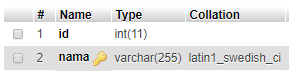 # Name Type Collation
1 id int(11)
2 nama varchar(255) latin1_swedish_ci